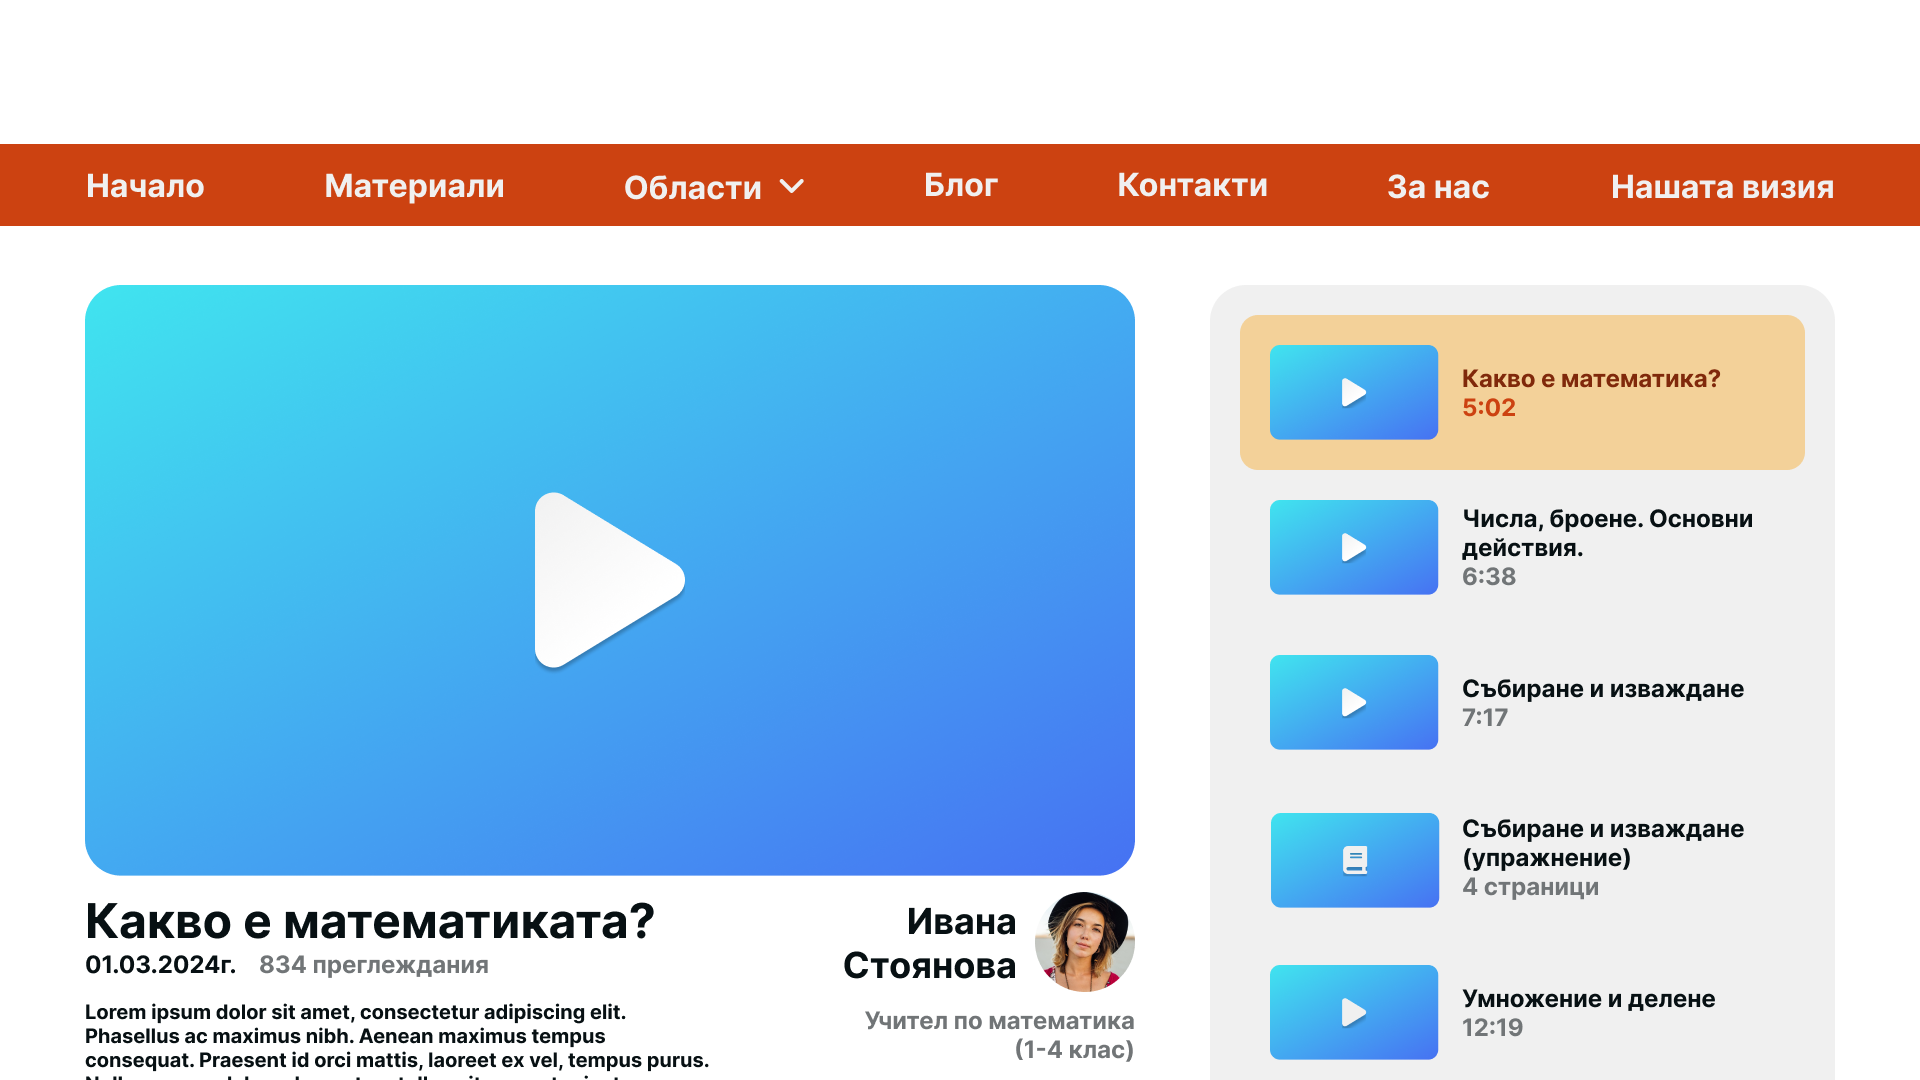 Начало
Материали
Области
Блог
Контакти
За нас
Нашата визия
Какво е математиката?
01.03.2024г. 834 преглеждания
Lorem ipsum dolor sit amet, consectetur adipiscing elit.
Phasellus ac maximus nibh. Aenean maximus tempus
consequat. Praesent id orci mattis, laoreet ex vel, tempus purus.
Ивана
Стоянова
Учител по математика
(1-4 клас)
Какво е математика?
5:02
Числа, броене. Основни
действия.
6:38
Събиране и изваждане
7:17
Събиране и изваждане
(упражнение)
4 страници
Умножение и делене
12:19